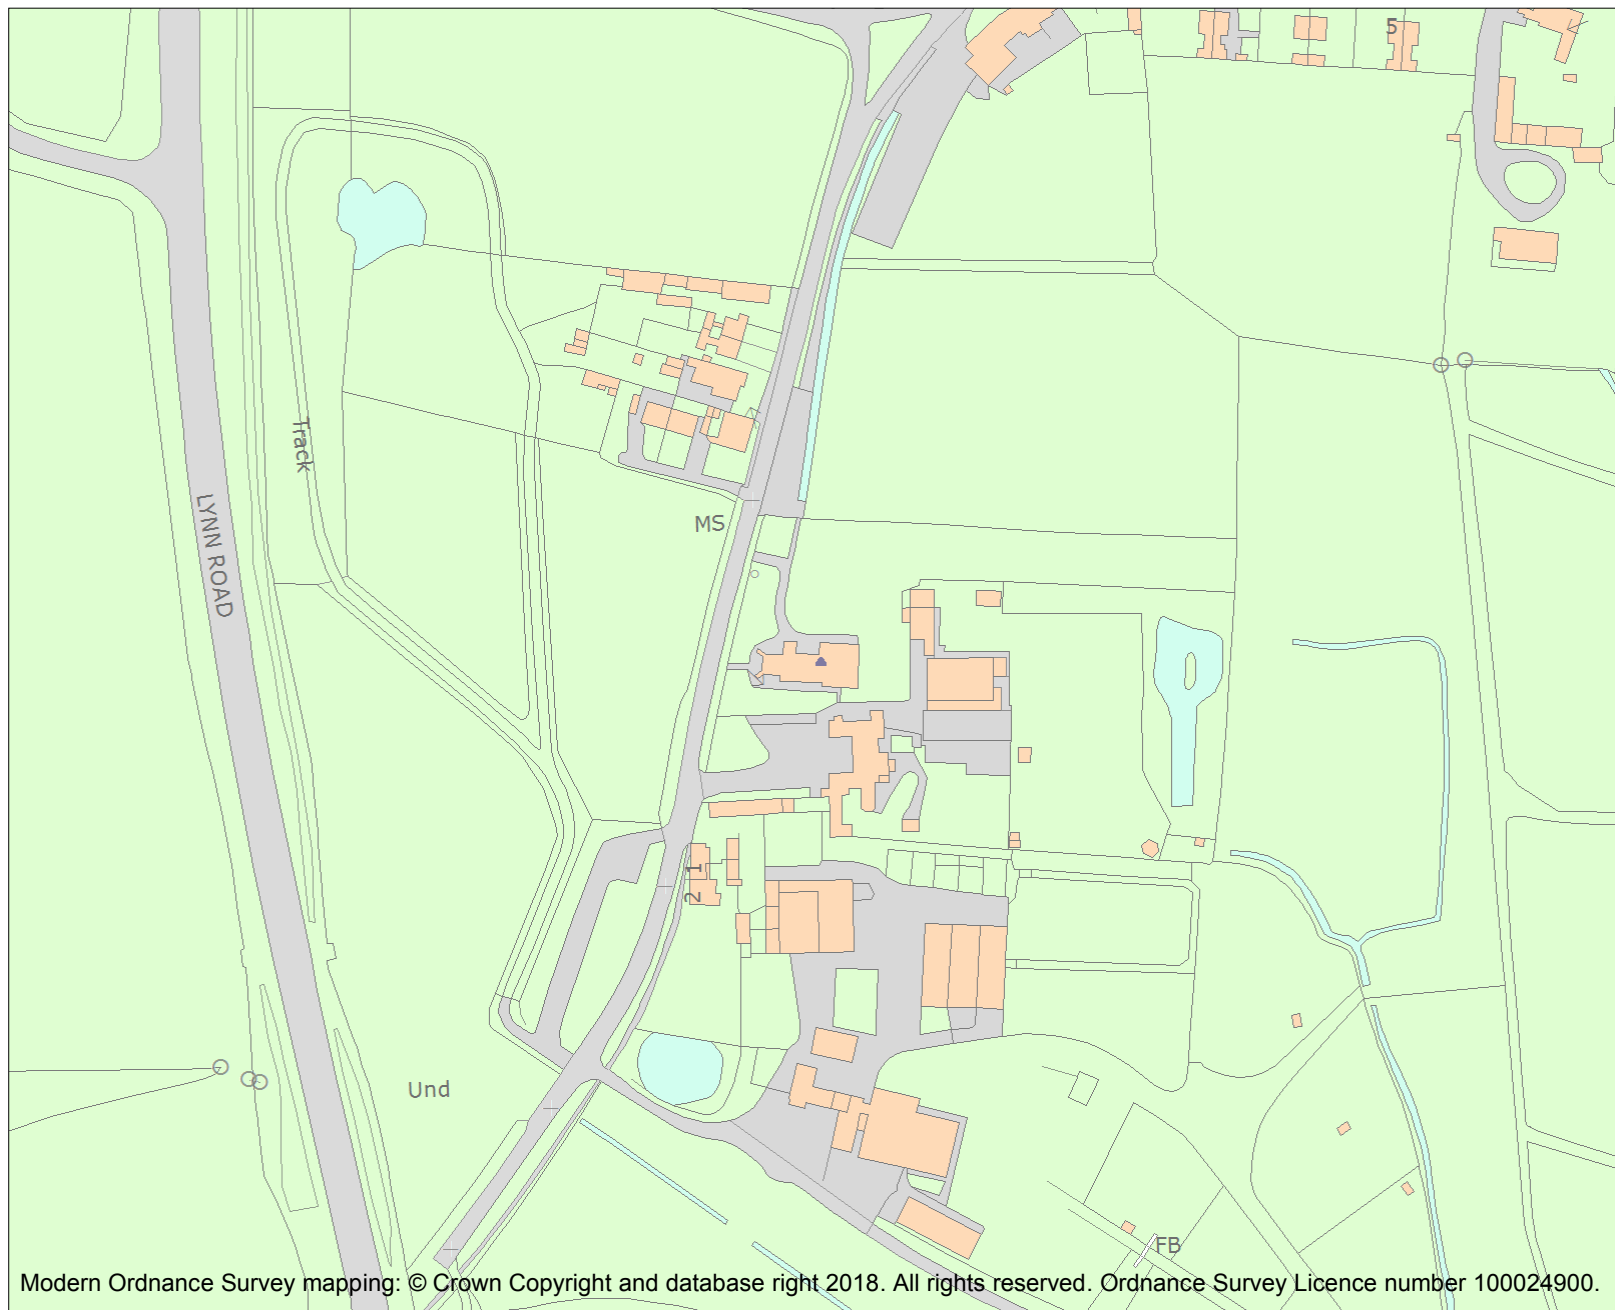 5
Track
LYNN ROAD
MS
1
2
Und
FB
Modern Ordnance Survey mapping: © Crown Copyright and database right 2018. All rights reserved. Ordnance Survey Licence number 100024900.